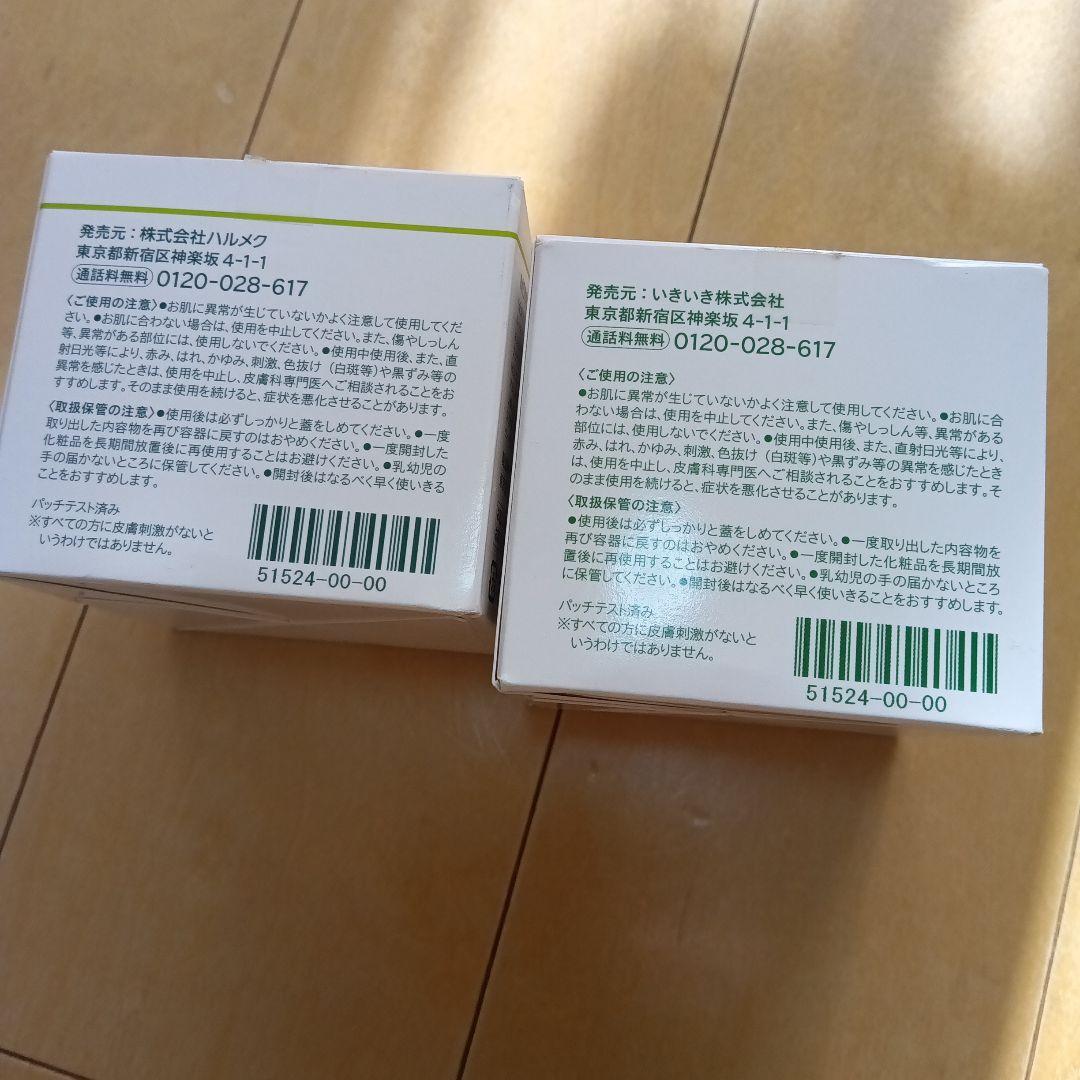 発売元：株式会社ハルメク
東京都新宿区神楽坂4-1-1
通話料無料 0120-028-617
〈ご使用の注意〉●お肌に異常が生じていないかよく注意して使用してくだ
さい。●お肌に合わない場合は、使用を中止してください。また、傷やしっしん
等、異常がある部位には、使用しないでください。●使用中使用後、また、直
射日光等により、赤み、はれ、かゆみ、刺激、色抜け（白斑等）や黒ずみ等の
異常を感じたときは、使用を中止し、皮膚科専門医へご相談されることをお
すすめします。そのまま使用を続けると、症状を悪化させることがあります。
〈取扱保管の注意〉●使用後は必ずしっかりと蓋をしめてください。●一度
取り出した内容物を再び容器に戻すのはおやめください。●一度開封した
化粧品を長期間放置後に再使用することはお避けください。●乳幼児の
手の届かないところに保管してください。●開封後はなるべく早く使いきる
ことをおすすめします。
パッチテスト済み
※すべての方に皮膚刺激がないと
いうわけではありません。
51524-00-00
発売元：いきいき株式会社
東京都新宿区神楽坂4-1-1
通話料無料 0120-028-617
〈ご使用の注意〉
●お肌に異常が生じていないかよく注意して使用してください。●お肌に合
わない場合は、使用を中止してください。また、傷やしっしん等、異常がある
部位には、使用しないでください。●使用中使用後、また、直射日光等により、
赤み、はれ、かゆみ、刺激、色抜け（白斑等）や黒ずみ等の異常を感じたとき
は、使用を中止し、皮膚科専門医へご相談されることをおすすめします。そ
のまま使用を続けると、症状を悪化させることがあります。
〈取扱保管の注意〉
●使用後は必ずしっかりと蓋をしめてください。●一度取り出した内容物を
再び容器に戻すのはおやめください。●一度開封した化粧品を長期間放
置後に再使用することはお避けください。●乳幼児の手の届かないところ
に保管してください。●開封後はなるべく早く使いきることをおすすめします。
パッチテスト済み
※すべての方に皮膚刺激がないと
いうわけではありません。
51524-00-00